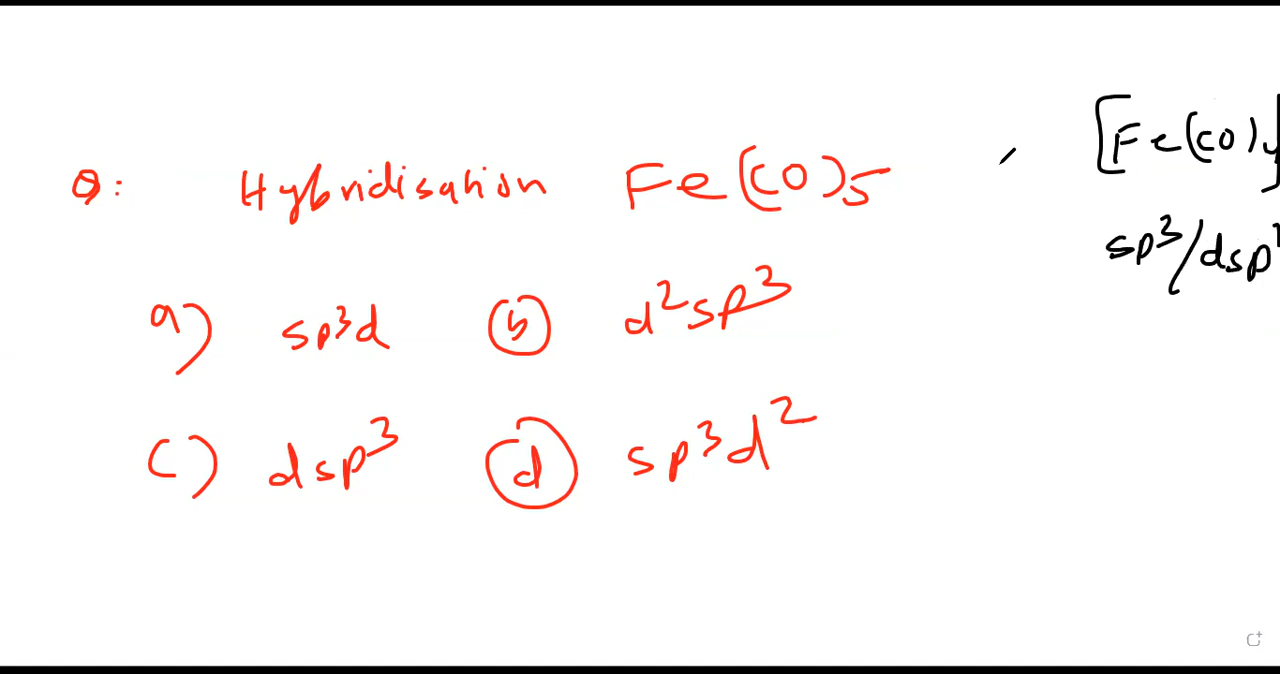 Q: Hybridisation Fe(CO)5
a) sp³d (b) d²sp³
c) dsp³ (d) sp³d²
[Fe(CO)
sp³/dsp